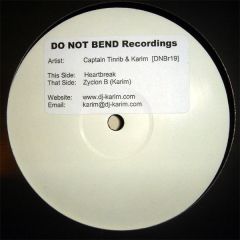 DO NOT BEND Recordings
Artist: Captain Tinrib & Karim [DNBr19]
This Side: Heartbreak
That Side: Zyclon B (Karim)
Website: www.dj-karim.com
Email: karim@dj-karim.com